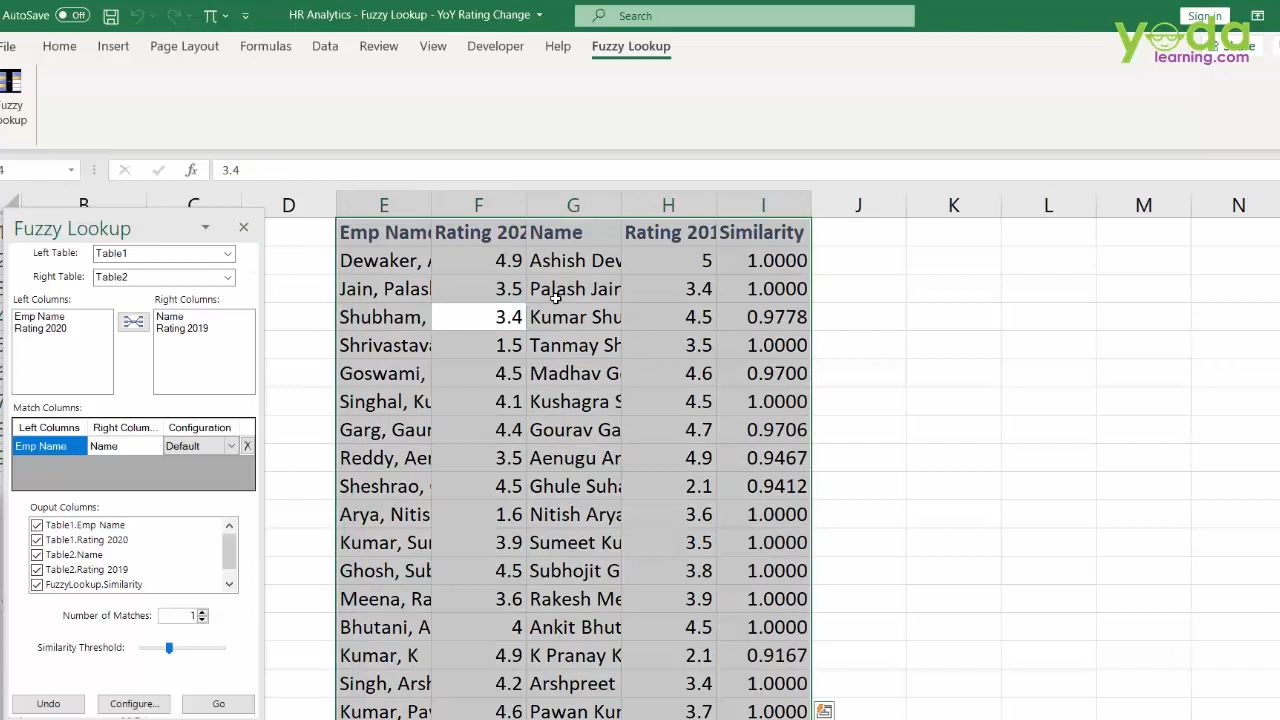 AutoSave Off HR Analytics - Fuzzy Lookup - YoY Rating Change Search Sign in
File Home Insert Page Layout Formulas Data Review View Developer Help Fuzzy Lookup Share
yoda
learning.com
Fuzzy
ookup
4 fx 3.4
B C D E F G H I J K L M N
Fuzzy Lookup
Left Table: Table1
Right Table: Table2
Left Columns: Right Columns:
Emp Name Name
Rating 2020 Rating 2019
Match Columns:
Left Columns Right Colum... Configuration
Emp Name Name Default X
Ouput Columns:
Table1.Emp Name
Table1.Rating 2020
Table2.Name
Table2.Rating 2019
FuzzyLookup.Similarity
Number of Matches: 1
Similarity Threshold:
Undo Configure... Go
Emp Name Rating 202 Name Rating 201 Similarity
Dewaker, A 4.9 Ashish Dew 5 1.0000
Jain, Palas 3.5 Palash Jain 3.4 1.0000
Shubham, 3.4 Kumar Shu 4.5 0.9778
Shrivastava 1.5 Tanmay Sh 3.5 1.0000
Goswami, 4.5 Madhav Go 4.6 0.9700
Singhal, Ku 4.1 Kushagra S 4.5 1.0000
Garg, Gaur 4.4 Gourav Ga 4.7 0.9706
Reddy, Aen 3.5 Aenugu An 4.9 0.9467
Sheshrao, 4.5 Ghule Suha 2.1 0.9412
Arya, Nitis 1.6 Nitish Arya 3.6 1.0000
Kumar, Sum 3.9 Sumeet Ku 3.5 1.0000
Ghosh, Sub 4.5 Subhojit G 3.8 1.0000
Meena, Ra 3.6 Rakesh Me 3.9 1.0000
Bhutani, A 4 Ankit Bhut 4.5 1.0000
Kumar, K 4.9 K Pranay K 2.1 0.9167
Singh, Arsh 4.2 Arshpreet 3.4 1.0000
Kumar, Pav 4.6 Pawan Kur 3.7 1.0000